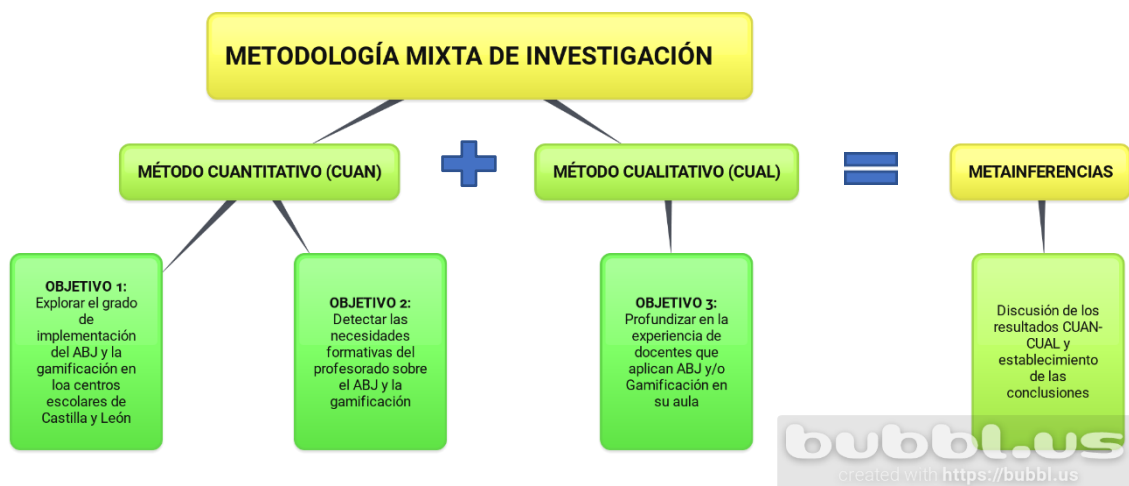 METODOLOGÍA MIXTA DE INVESTIGACIÓN
MÉTODO CUANTITATIVO (CUAN)
MÉTODO CUALITATIVO (CUAL)
METAINFERENCIAS
OBJETIVO 1:
Explorar el grado
de
implementación
del ABJ y la
gamificación en
loa centros
escolares de
Castilla y León
OBJETIVO 2:
Detectar las
necesidades
formativas del
profesorado sobre
el ABJ y la
gamificación
OBJETIVO 3:
Profundizar en la
experiencia de
docentes que
aplican ABJ y/o
Gamificación en
su aula
Discusión de los
resultados CUAN-
CUAL y
establecimiento
de las
conclusiones
bubbl.us
created with https://bubbl.us